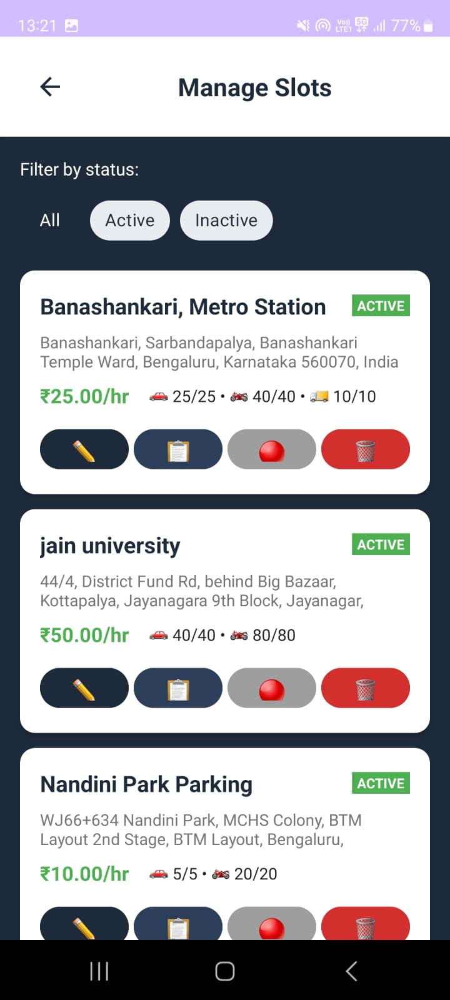 13:21 Vo)) LTE1 5G 77%
Manage Slots
Filter by status:
All Active Inactive
Banashankari, Metro Station ACTIVE
Banashankari, Sarbandapalya, Banashankari
Temple Ward, Bengaluru, Karnataka 560070, India
₹25.00/hr 25/25 • 40/40 • 10/10
jain university ACTIVE
44/4, District Fund Rd, behind Big Bazaar,
Kottapalya, Jayanagara 9th Block, Jayanagar,
₹50.00/hr 40/40 • 80/80
Nandini Park Parking ACTIVE
WJ66+634 Nandini Park, MCHS Colony, BTM
Layout 2nd Stage, BTM Layout, Bengaluru,
₹10.00/hr 5/5 • 20/20